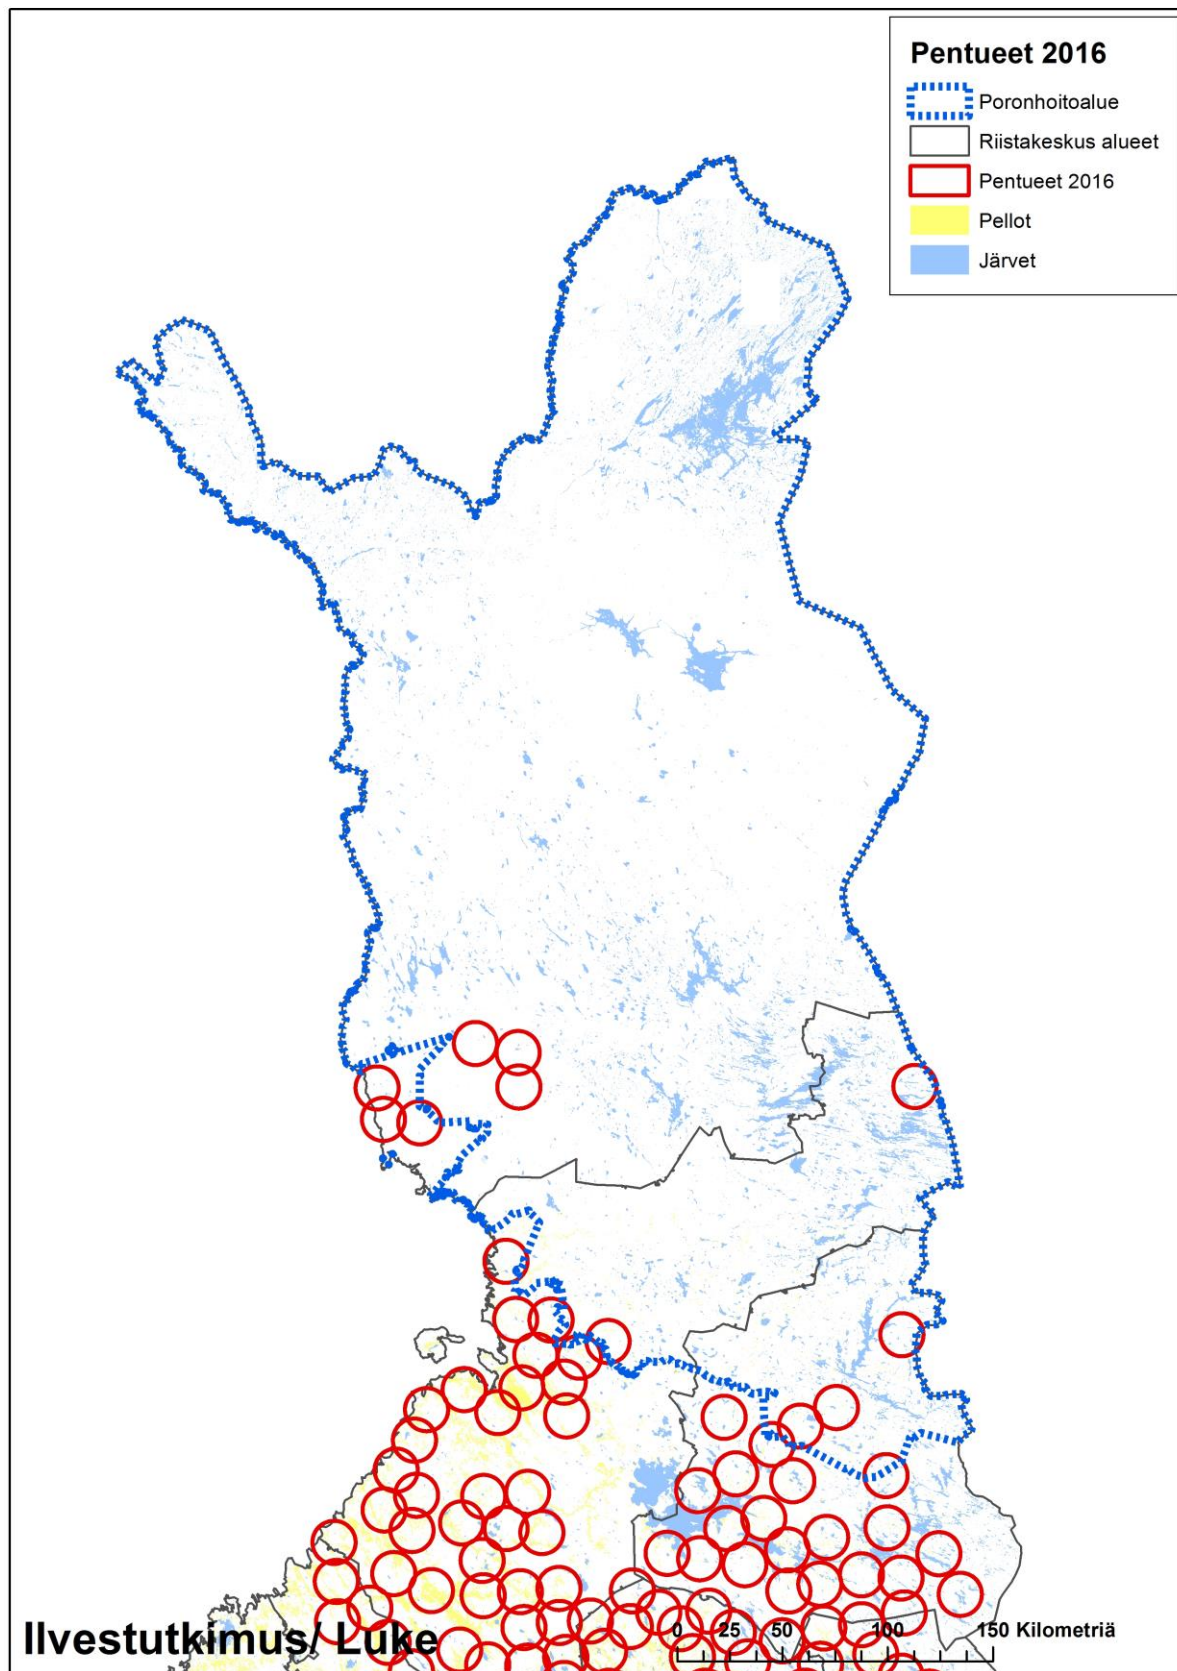 Pentueet 2016
Poronhoitoalue
Riistakeskus alueet
Pentueet 2016
Pellot
Järvet
Ilvestutkimus/ Luke
0 25 50 100 150 Kilometriä